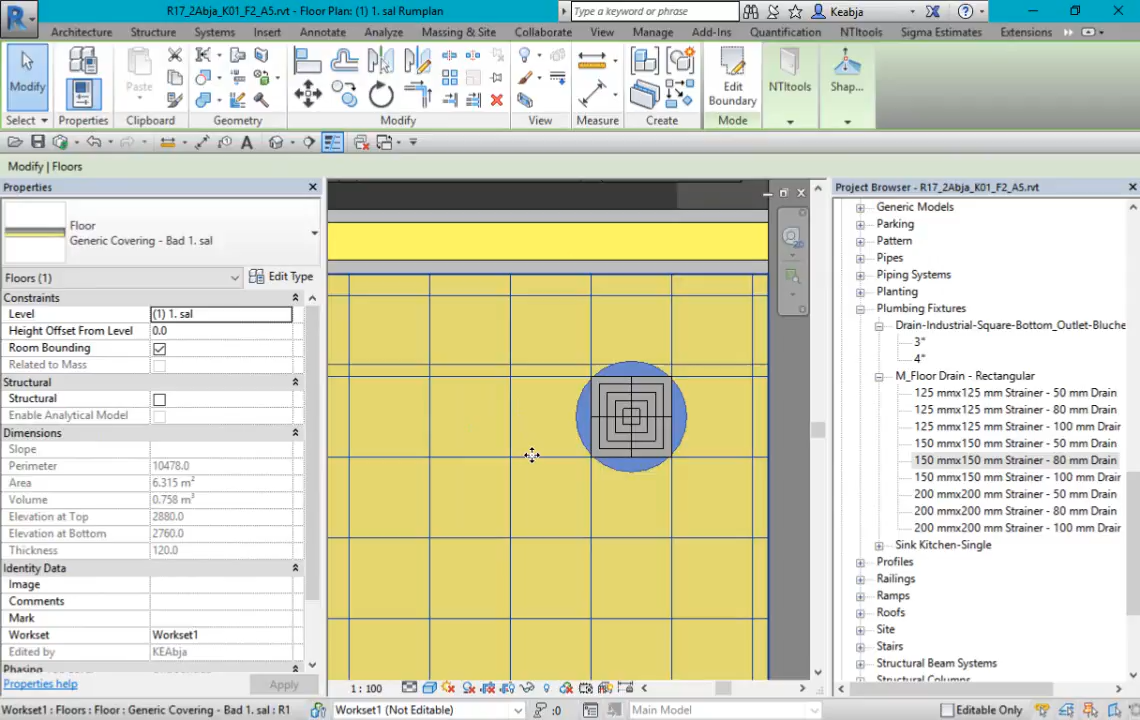 R17_2Abja_K01_F2_A5.rvt - Floor Plan: (1) 1. sal Rumplan
Type a keyword or phrase
Keabja
Architecture Structure Systems Insert Annotate Analyze Massing & Site Collaborate View Manage Add-Ins Quantification NTItools Sigma Estimates Extensions
Modify
Paste
Edit Boundary
NTItools
Shap...
Select Properties Clipboard Geometry Modify View Measure Create Mode
Modify | Floors
Properties
Floor
Generic Covering - Bad 1. sal
Floors (1)
Edit Type
Constraints
Level (1) 1. sal
Height Offset From Level 0.0
Room Bounding
Related to Mass
Structural
Structural
Enable Analytical Model
Dimensions
Slope
Perimeter 10478.0
Area 6.315 m²
Volume 0.758 m³
Elevation at Top 2880.0
Elevation at Bottom 2760.0
Thickness 120.0
Identity Data
Image
Comments
Mark
Workset Workset1
Edited by KEAbja
Phasing
Properties help
Apply
1 : 100
Project Browser - R17_2Abja_K01_F2_A5.rvt
Generic Models
Parking
Pattern
Pipes
Piping Systems
Planting
Plumbing Fixtures
Drain-Industrial-Square-Bottom_Outlet-Bluche
3"
4"
M_Floor Drain - Rectangular
125 mmx125 mm Strainer - 50 mm Drain
125 mmx125 mm Strainer - 80 mm Drain
125 mmx125 mm Strainer - 100 mm Drair
150 mmx150 mm Strainer - 50 mm Drain
150 mmx150 mm Strainer - 80 mm Drain
150 mmx150 mm Strainer - 100 mm Drair
200 mmx200 mm Strainer - 50 mm Drain
200 mmx200 mm Strainer - 80 mm Drain
200 mmx200 mm Strainer - 100 mm Drair
Sink Kitchen-Single
Profiles
Railings
Ramps
Roofs
Site
Stairs
Structural Beam Systems
Structural Columns
Workset1 : Floors : Floor : Generic Covering - Bad 1. sal : R1
Workset1 (Not Editable)
:0
Main Model
Editable Only